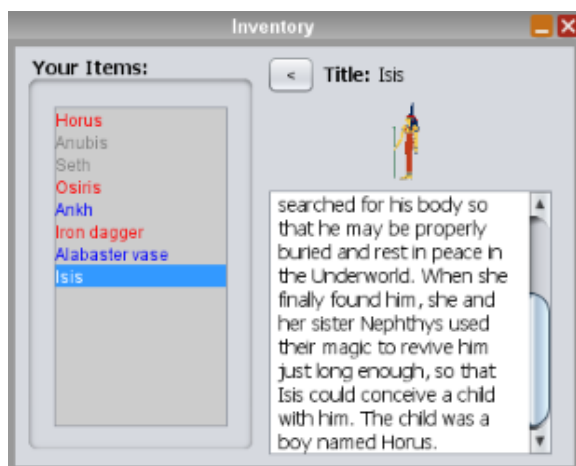 Inventory
Your Items:
Horus
Anubis
Seth
Osiris
Ankh
Iron dagger
Alabaster vase
Isis
< Title: Isis
searched for his body so
that he may be properly
buried and rest in peace in
the Underworld. When she
finally found him, she and
her sister Nephthys used
their magic to revive him
just long enough, so that
Isis could conceive a child
with him. The child was a
boy named Horus.